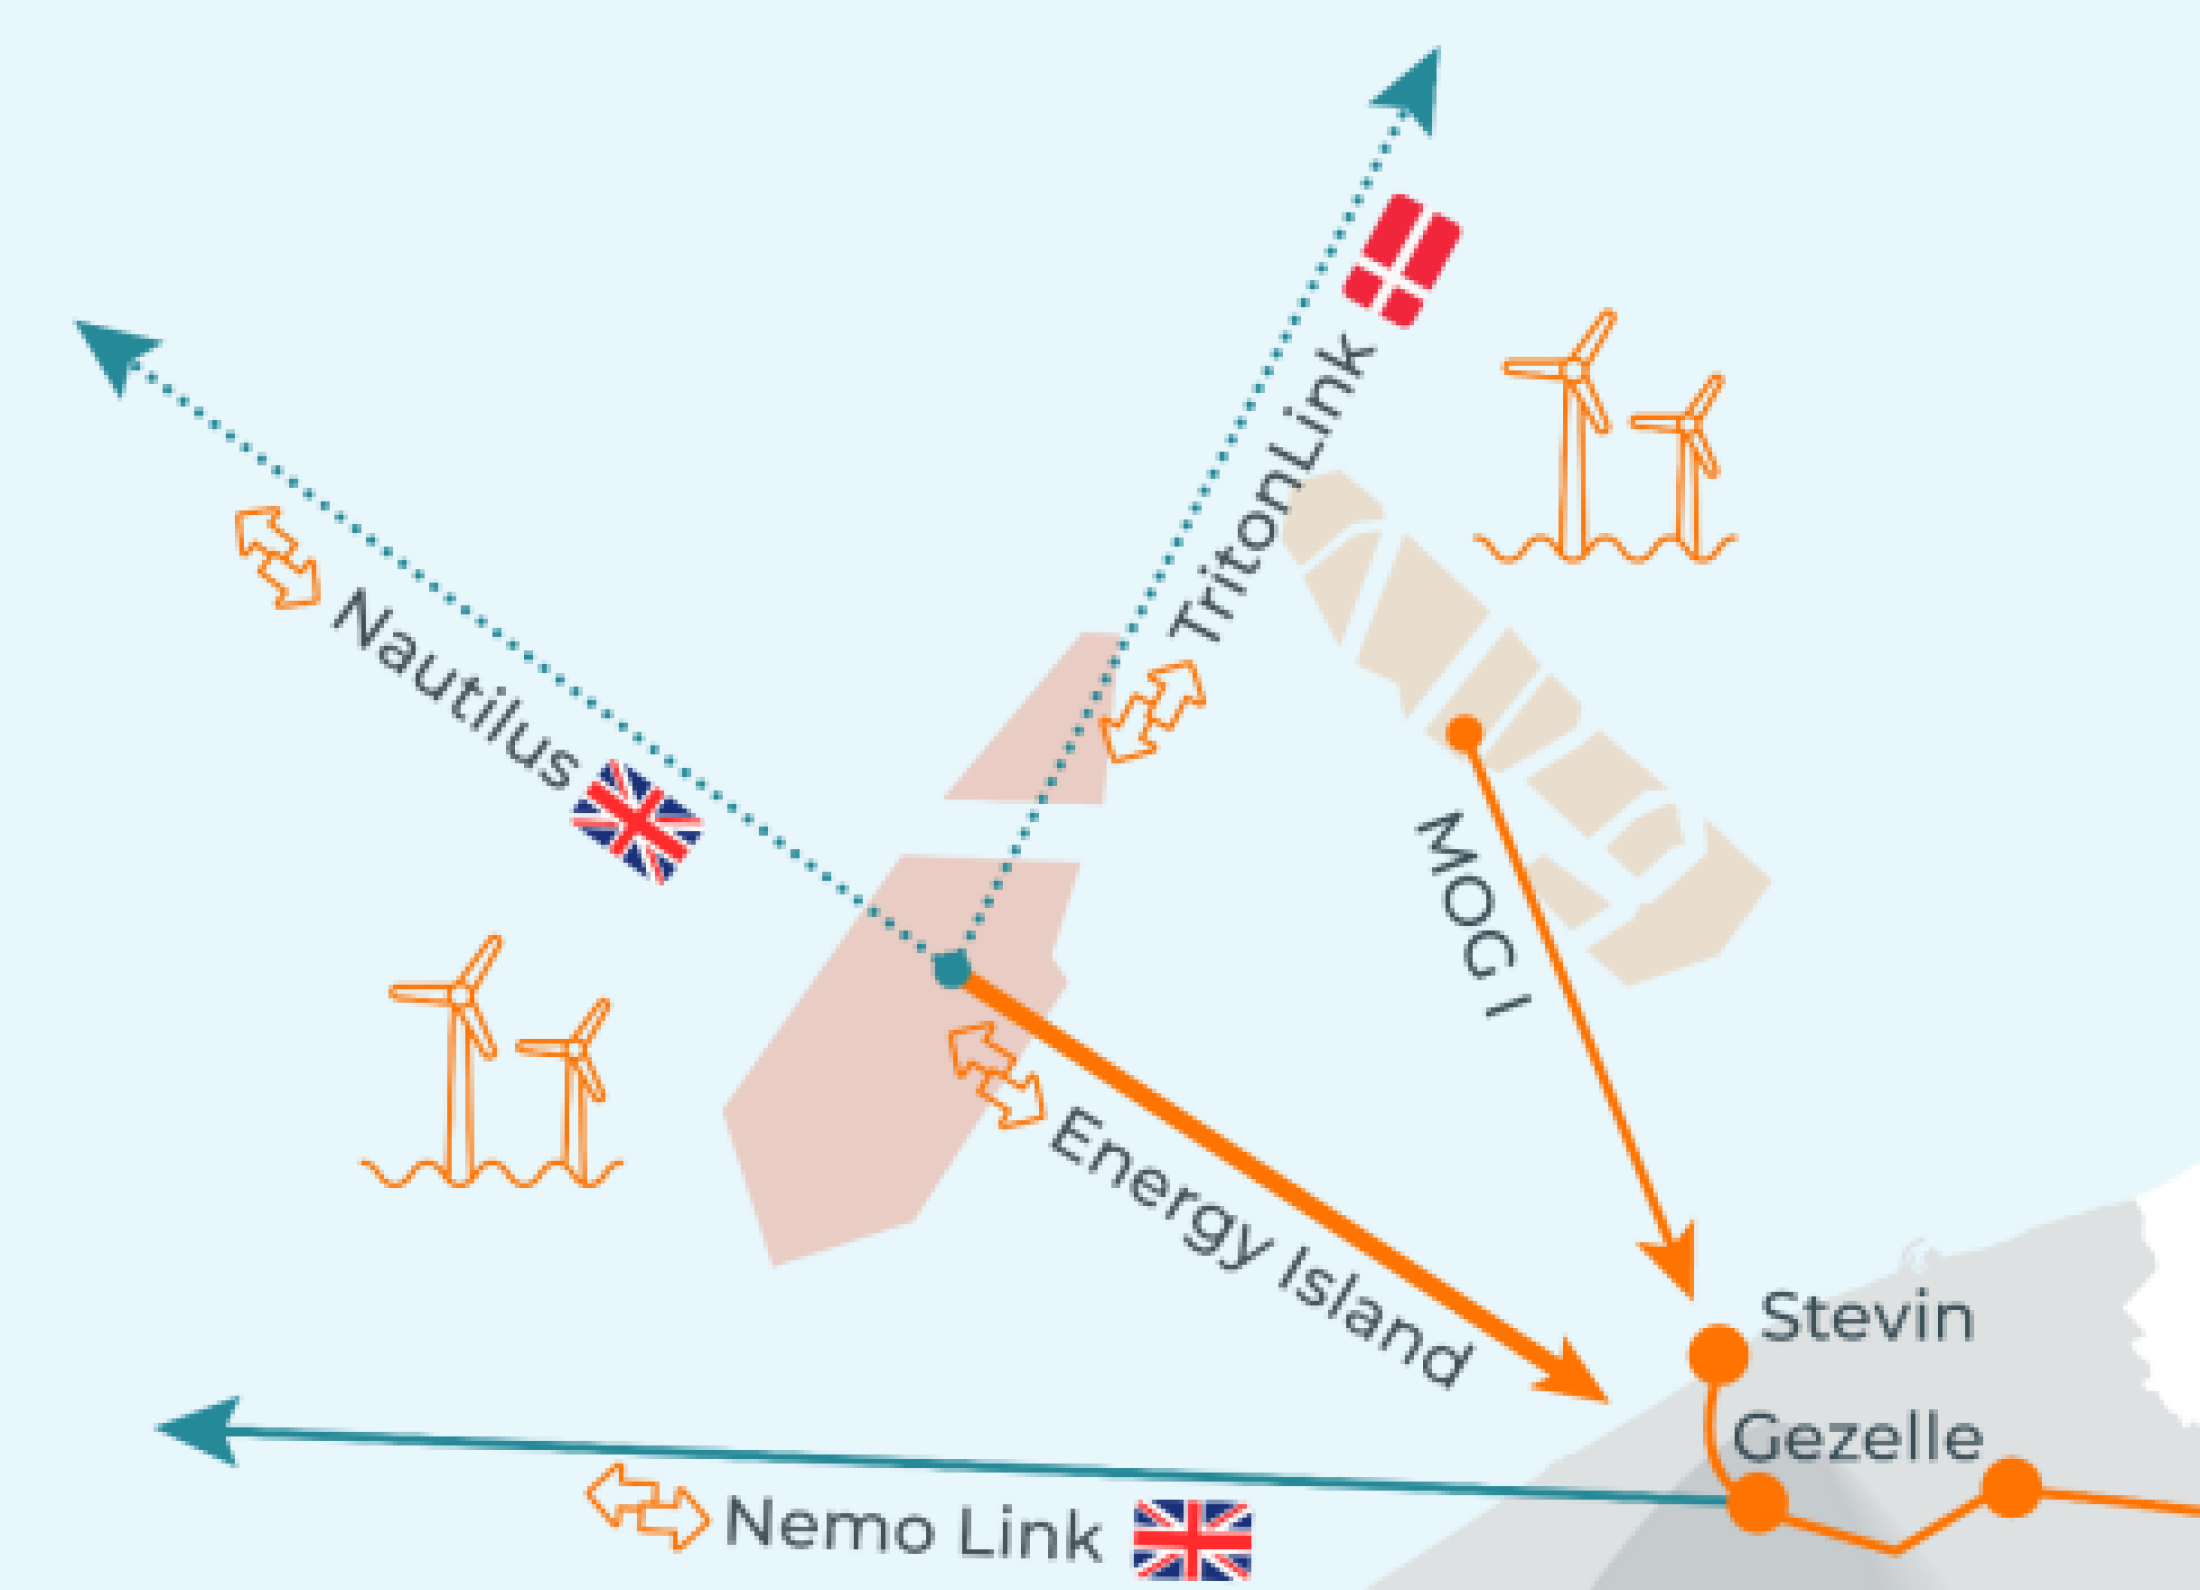 TritonLink
Nautilus
MOG I
Energy Island
Stevin
Gezelle
Nemo Link